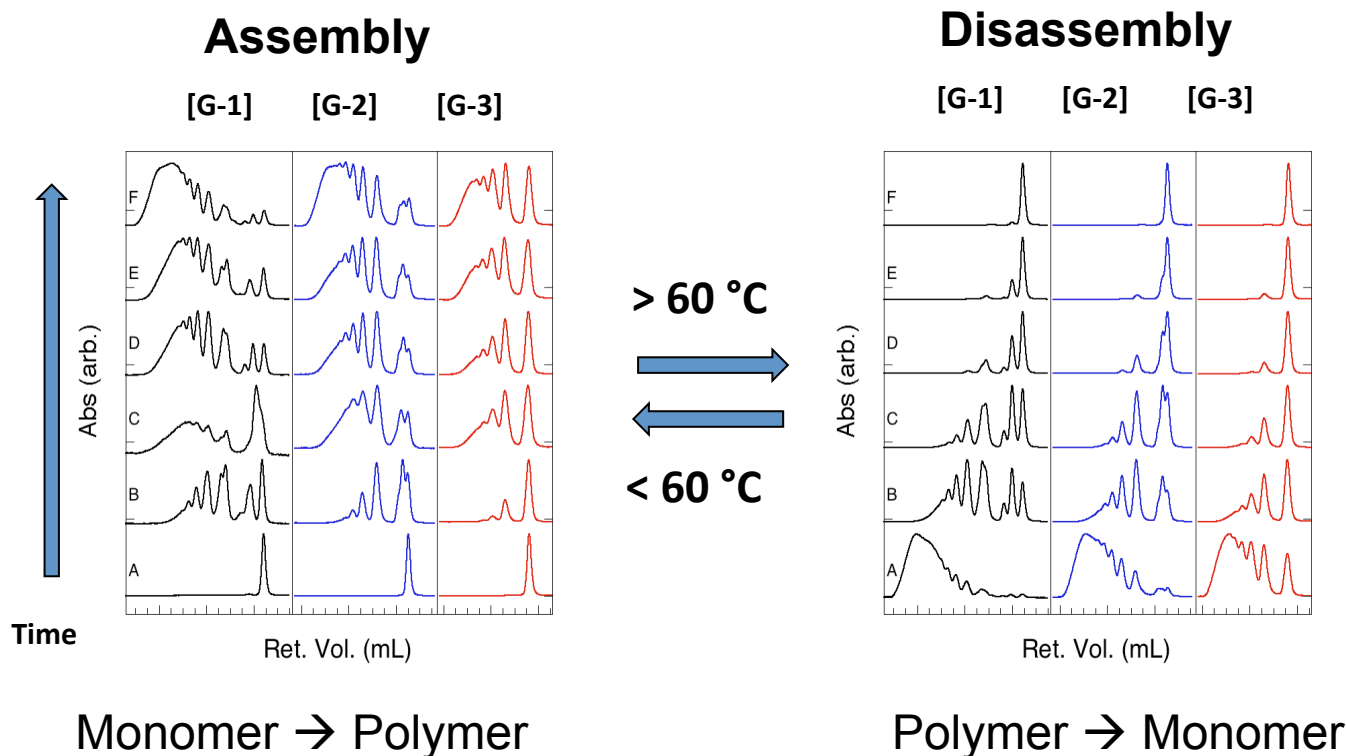 Assembly
Disassembly
[G-1] [G-2] [G-3]
[G-1] [G-2] [G-3]
F
E
D
C
B
A
Abs (arb.)
Time
Ret. Vol. (mL)
> 60 °C
< 60 °C
F
E
D
C
B
A
Abs (arb.)
Ret. Vol. (mL)
Monomer → Polymer
Polymer → Monomer